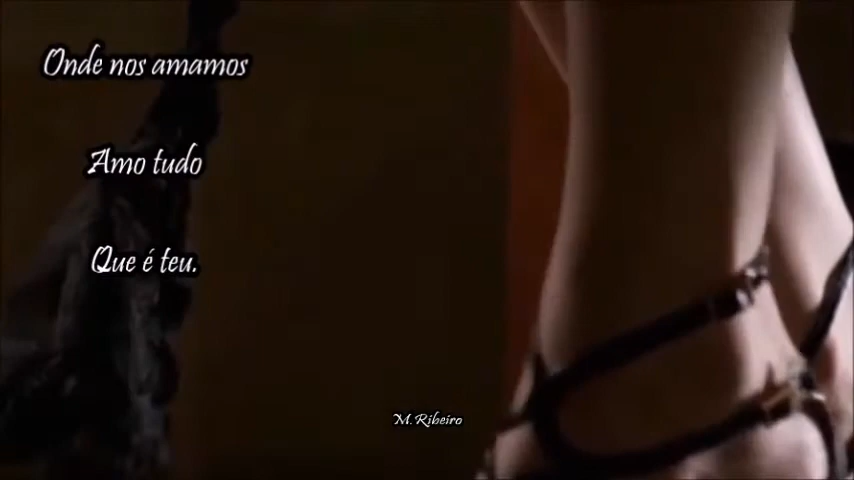 Onde nos amamos
Amo tudo
Que é teu.
M. Ribeiro